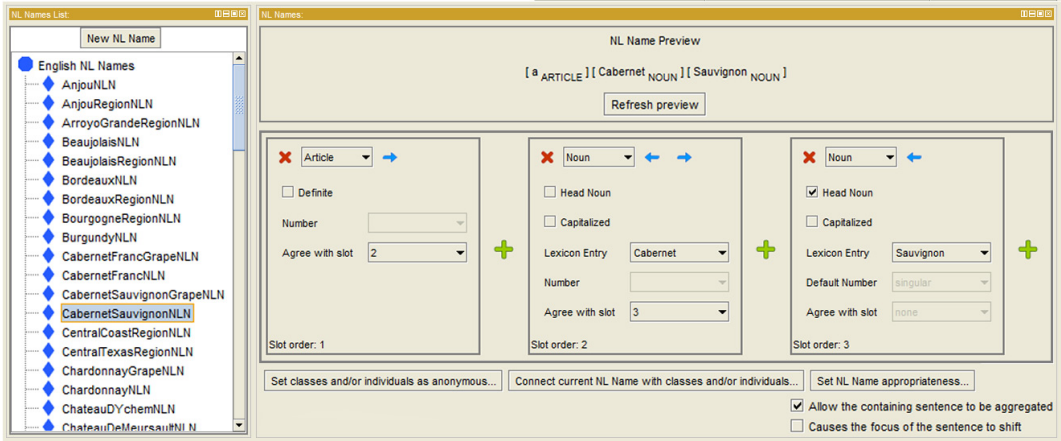 NL Names List:
New NL Name
English NL Names
AnjouNLN
AnjouRegionNLN
ArroyoGrandeRegionNLN
BeaujolaisNLN
BeaujolaisRegionNLN
BordeauxNLN
BordeauxRegionNLN
BourgogneRegionNLN
BurgundyNLN
CabernetFrancGrapeNLN
CabernetFrancNLN
CabernetSauvignonGrapeNLN
CabernetSauvignonNLN
CentralCoastRegionNLN
CentralTexasRegionNLN
ChardonnayGrapeNLN
ChardonnayNLN
ChateauDYchemNLN
ChateauDeMeursaultNLN
NL Names:
NL Name Preview
[ a ARTICLE ] [ Cabernet NOUN ] [ Sauvignon NOUN ]
Refresh preview
Article
Definite
Number
Agree with slot 2
Slot order: 1
Noun
Head Noun
Capitalized
Lexicon Entry Cabernet
Number
Agree with slot 3
Slot order: 2
Noun
Head Noun
Capitalized
Lexicon Entry Sauvignon
Default Number singular
Agree with slot none
Slot order: 3
Set classes and/or individuals as anonymous... Connect current NL Name with classes and/or individuals... Set NL Name appropriateness...
Allow the containing sentence to be aggregated
Causes the focus of the sentence to shift